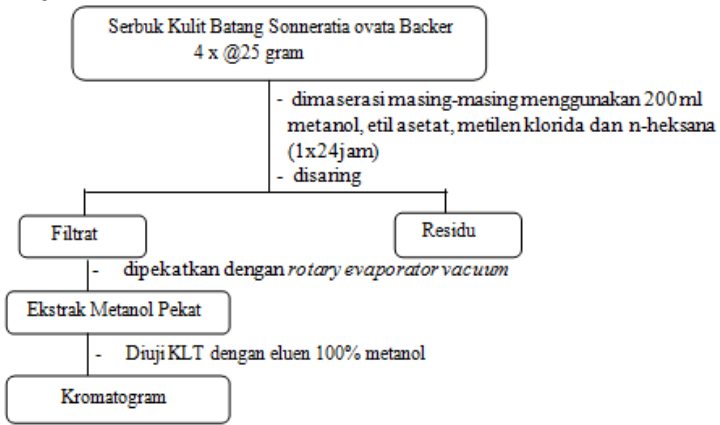 Serbuk Kulit Batang Sonneratia ovata Backer
4 x @25 gram
- dimaserasi masing-masing menggunakan 200 ml
metanol, etil asetat, metilen klorida dan n-heksana
(1x24jam)
- disaring
Filtrat
Residu
- dipekatkan dengan rotary evaporator vacuum
Ekstrak Metanol Pekat
- Diuji KLT dengan eluen 100% metanol
Kromatogram